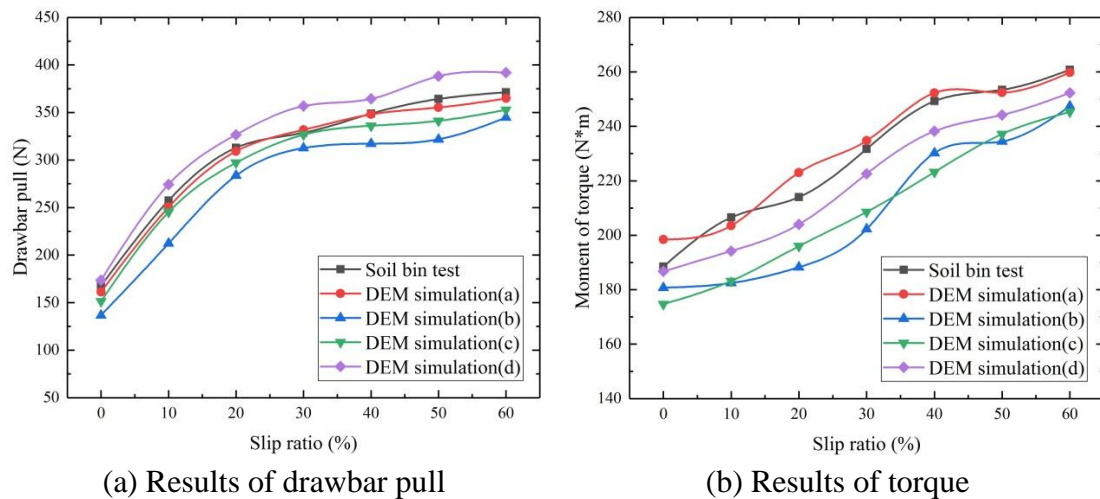 450
400
350
300
250
200
150
100
50
Drawbar pull (N)
Soil bin test
DEM simulation(a)
DEM simulation(b)
DEM simulation(c)
DEM simulation(d)
0 10 20 30 40 50 60
Slip ratio (%)
(a) Results of drawbar pull
280
260
240
220
200
180
160
140
Moment of torque (N*m)
Soil bin test
DEM simulation(a)
DEM simulation(b)
DEM simulation(c)
DEM simulation(d)
0 10 20 30 40 50 60
Slip ratio (%)
(b) Results of torque